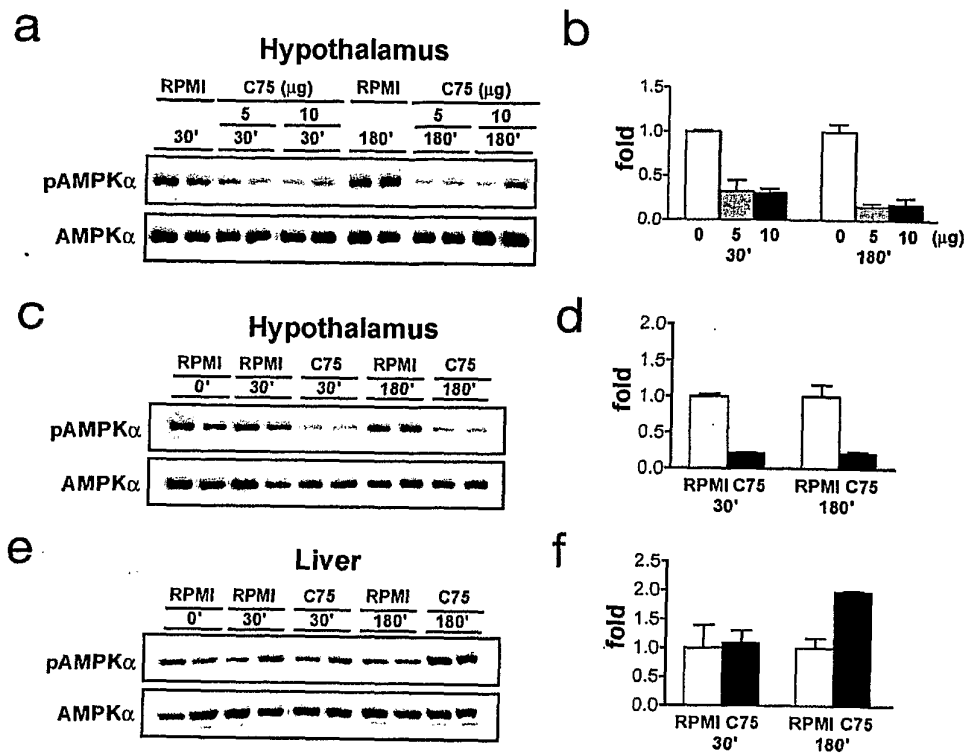 a
Hypothalamus
RPMI C75 (µg) RPMI C75 (µg)
5 10 5 10
30' 30' 30' 180' 180' 180'
pAMPKα
AMPKα
b
fold
1.5
1.0
0.5
0.0
0 5 10 0 5 10 (µg)
30' 180'
c
Hypothalamus
RPMI RPMI C75 RPMI C75
0' 30' 30' 180' 180'
pAMPKα
AMPKα
d
fold
2.0
1.5
1.0
0.5
0.0
RPMI C75 RPMI C75
30' 180'
e
Liver
RPMI RPMI C75 RPMI C75
0' 30' 30' 180' 180'
pAMPKα
AMPKα
f
fold
2.5
2.0
1.5
1.0
0.5
0.0
RPMI C75 RPMI C75
30' 180'